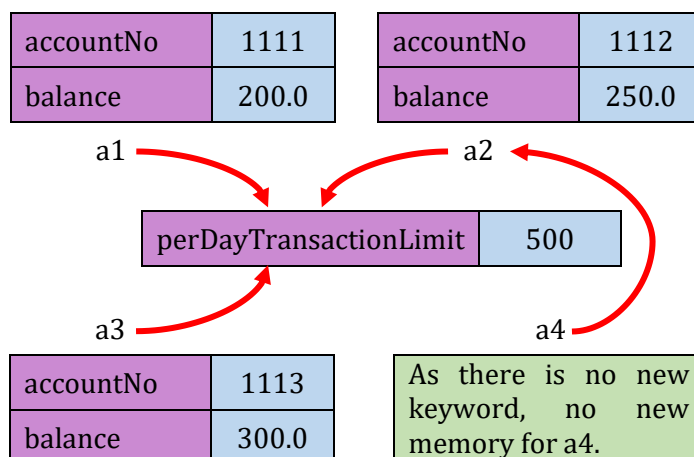 accountNo 1111
balance 200.0
a1
accountNo 1112
balance 250.0
a2
perDayTransactionLimit 500
a3
accountNo 1113
balance 300.0
a4
As there is no new
keyword, no new
memory for a4.